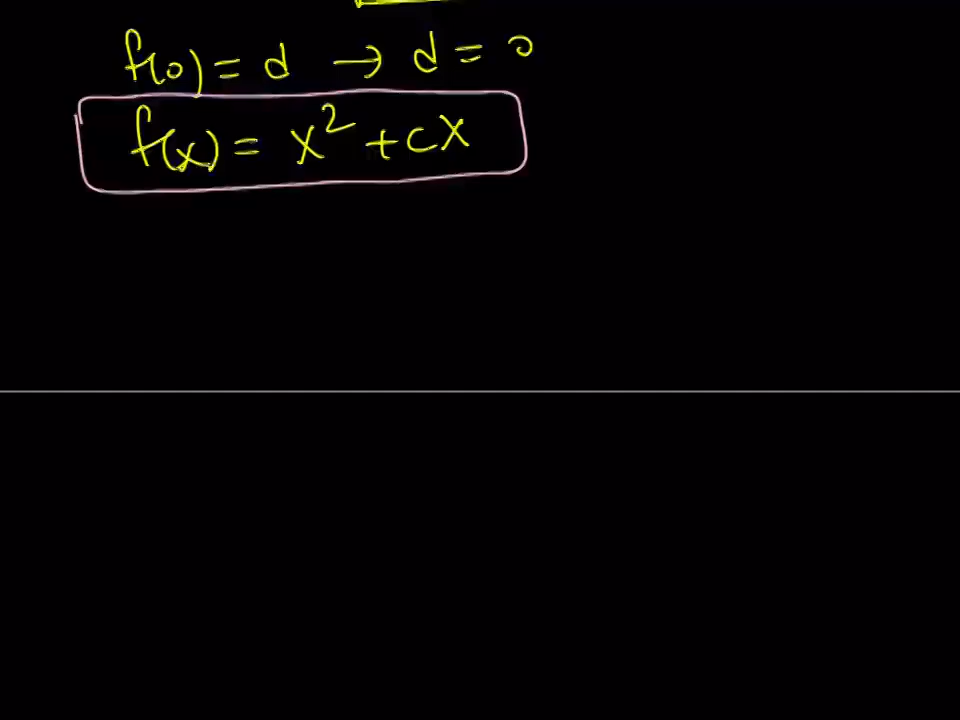 f(0) = d → d = 0
f(x) = x² + cx